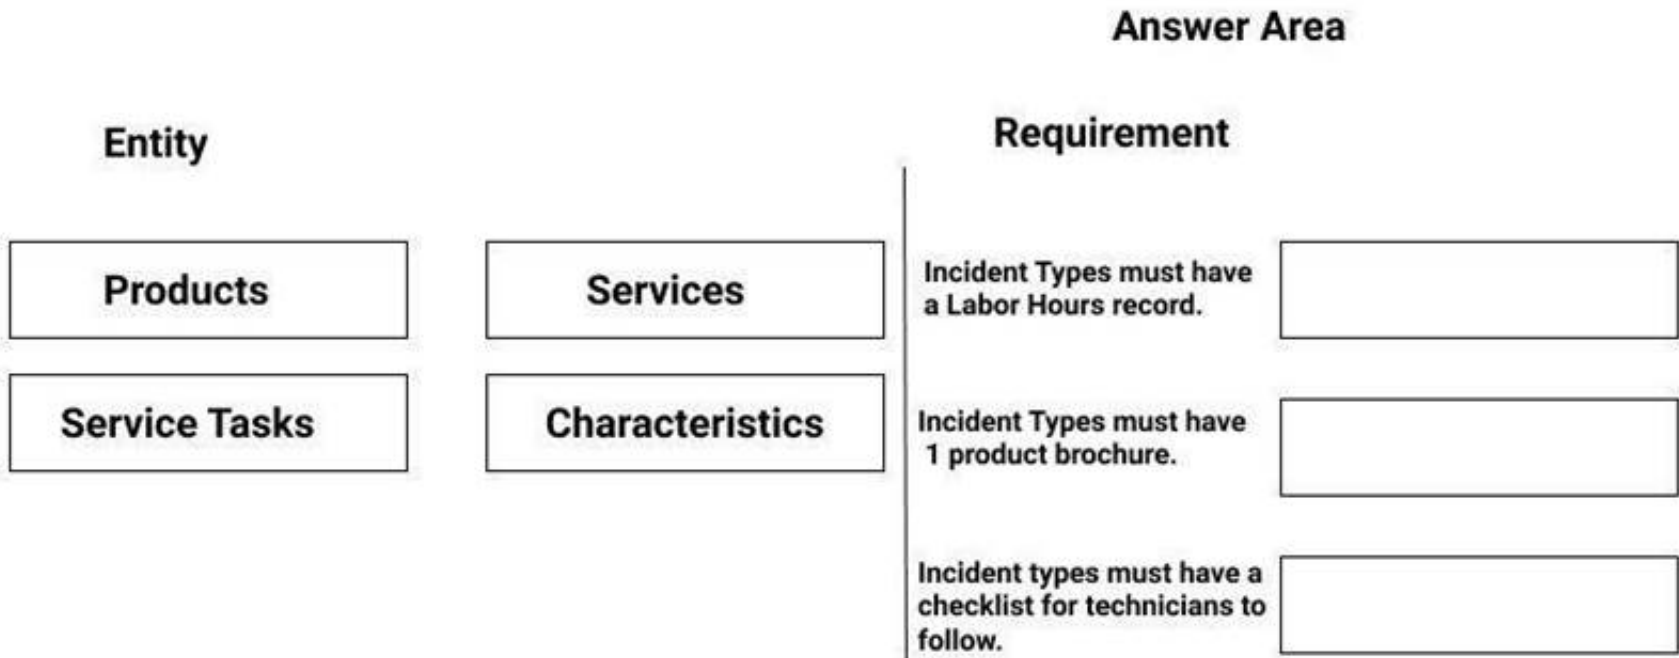 Answer Area
Entity
Requirement
Products
Services
Incident Types must have
a Labor Hours record.
Service Tasks
Characteristics
Incident Types must have
1 product brochure.
Incident types must have a
checklist for technicians to
follow.